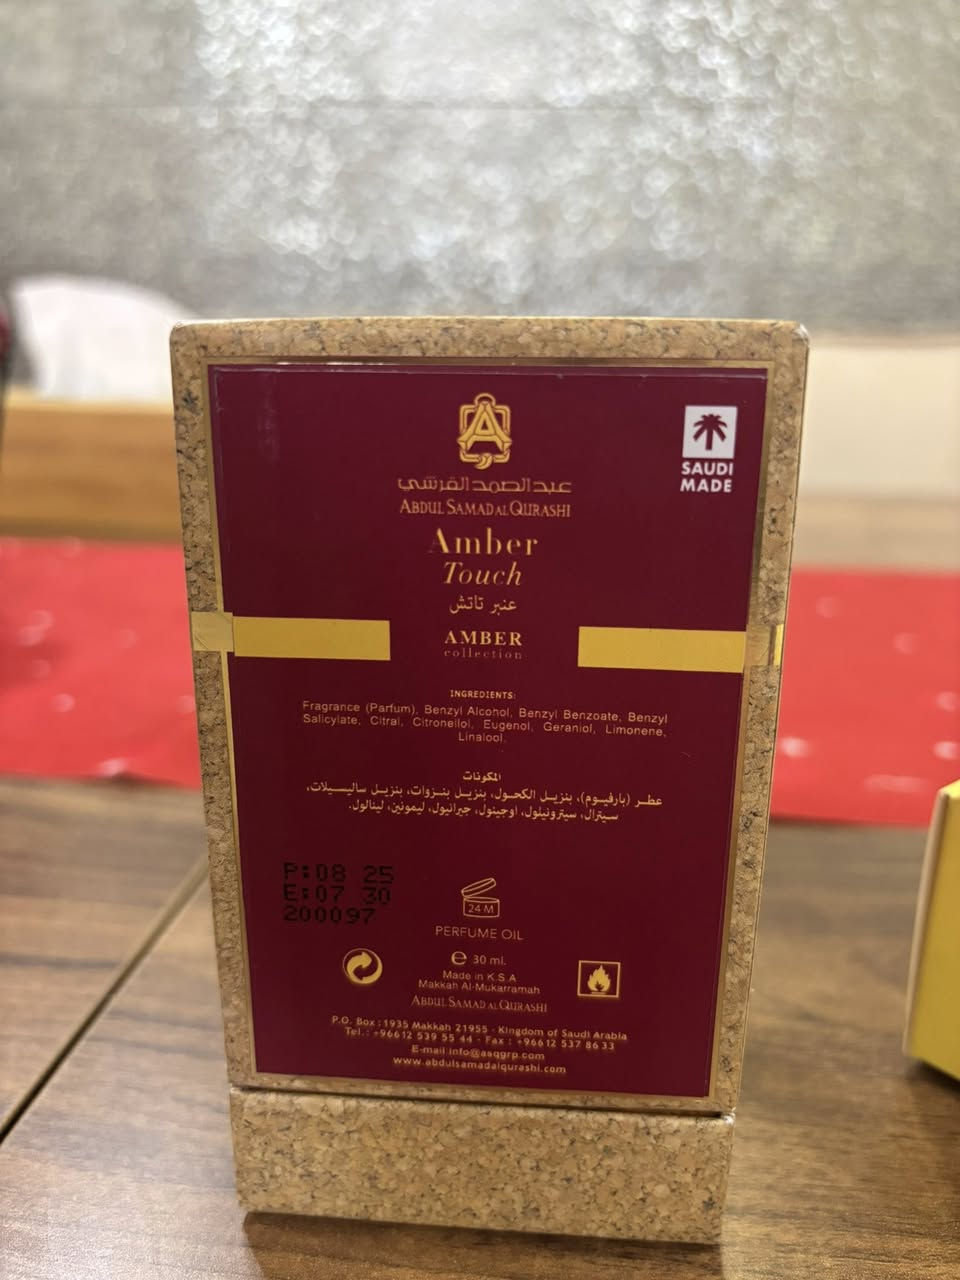 عبدالصمد القرشي
ABDUL SAMAD AL QURASHI
SAUDI
MADE
Amber
Touch
عنبر تاتش
AMBER
collection
INGREDIENTS:
Fragrance (Parfum), Benzyl Alcohol, Benzyl Benzoate, Benzyl
Salicylate, Citral, Citronellol, Eugenol, Geraniol, Limonene,
Linalool.
المكونات
عطر (بارفيوم)، بنزيل الكحول، بنزيل بنزوات، بنزيل ساليسيلات،
سيترال، سيترونيلول، اوجينول، جيرانيول، ليمونين، لينالول.
P:08 25
E:07 30
200097
24 M
PERFUME OIL
e 30 ml.
Made in K.S.A
Makkah Al-Mukarramah
ABDUL SAMAD AL QURASHI
P.O. Box : 1935 Makkah 21955 - Kingdom of Saudi Arabia
Tel.: +96612 539 55 44 - Fax : +96612 537 86 33
E-mail:info@asqgrp.com
www.abdulsamadalqurashi.com